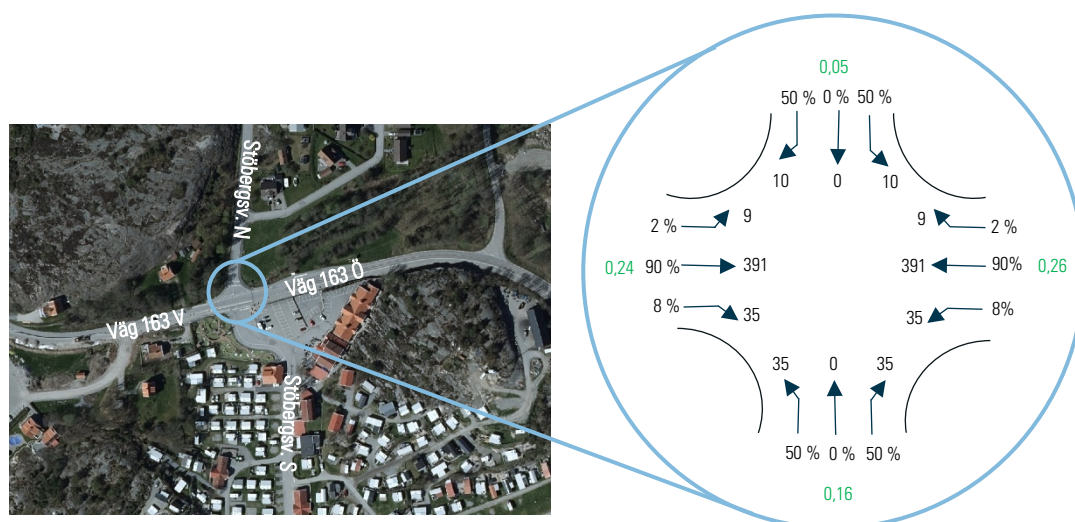 Stöbergsv. N
Väg 163 Ö
Väg 163 V
Stöbergsv. S
0,05
50 % 0 % 50 %
10 0 10
2 % 9 9 2 %
0,24 90 % 391 391 90% 0,26
8 % 35 35 8%
35 0 35
50 % 0 % 50 %
0,16